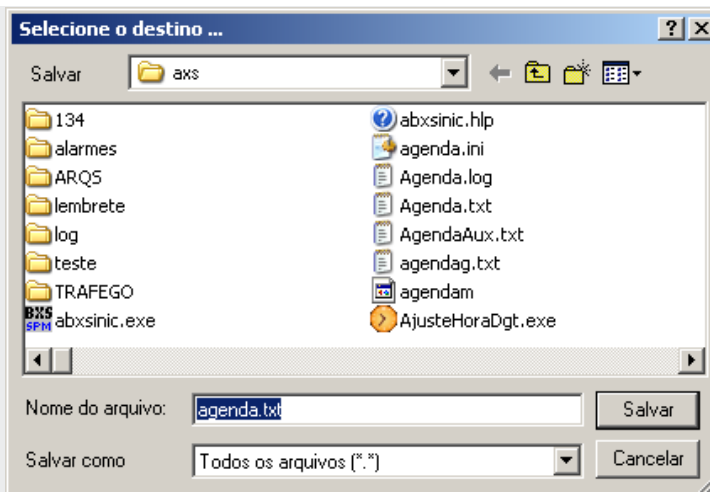 Selecione o destino ...
Salvar
axs
134
alarmes
ARQS
lembrete
log
teste
TRAFEGO
BXS
SPM
abxsinic.exe
abxsinic.hlp
agenda.ini
Agenda.log
Agenda.txt
AgendaAux.txt
agendag.txt
agendam
AjusteHoraDgt.exe
Nome do arquivo:
agenda.txt
Salvar
Salvar como
Todos os arquivos (*.*)
Cancelar